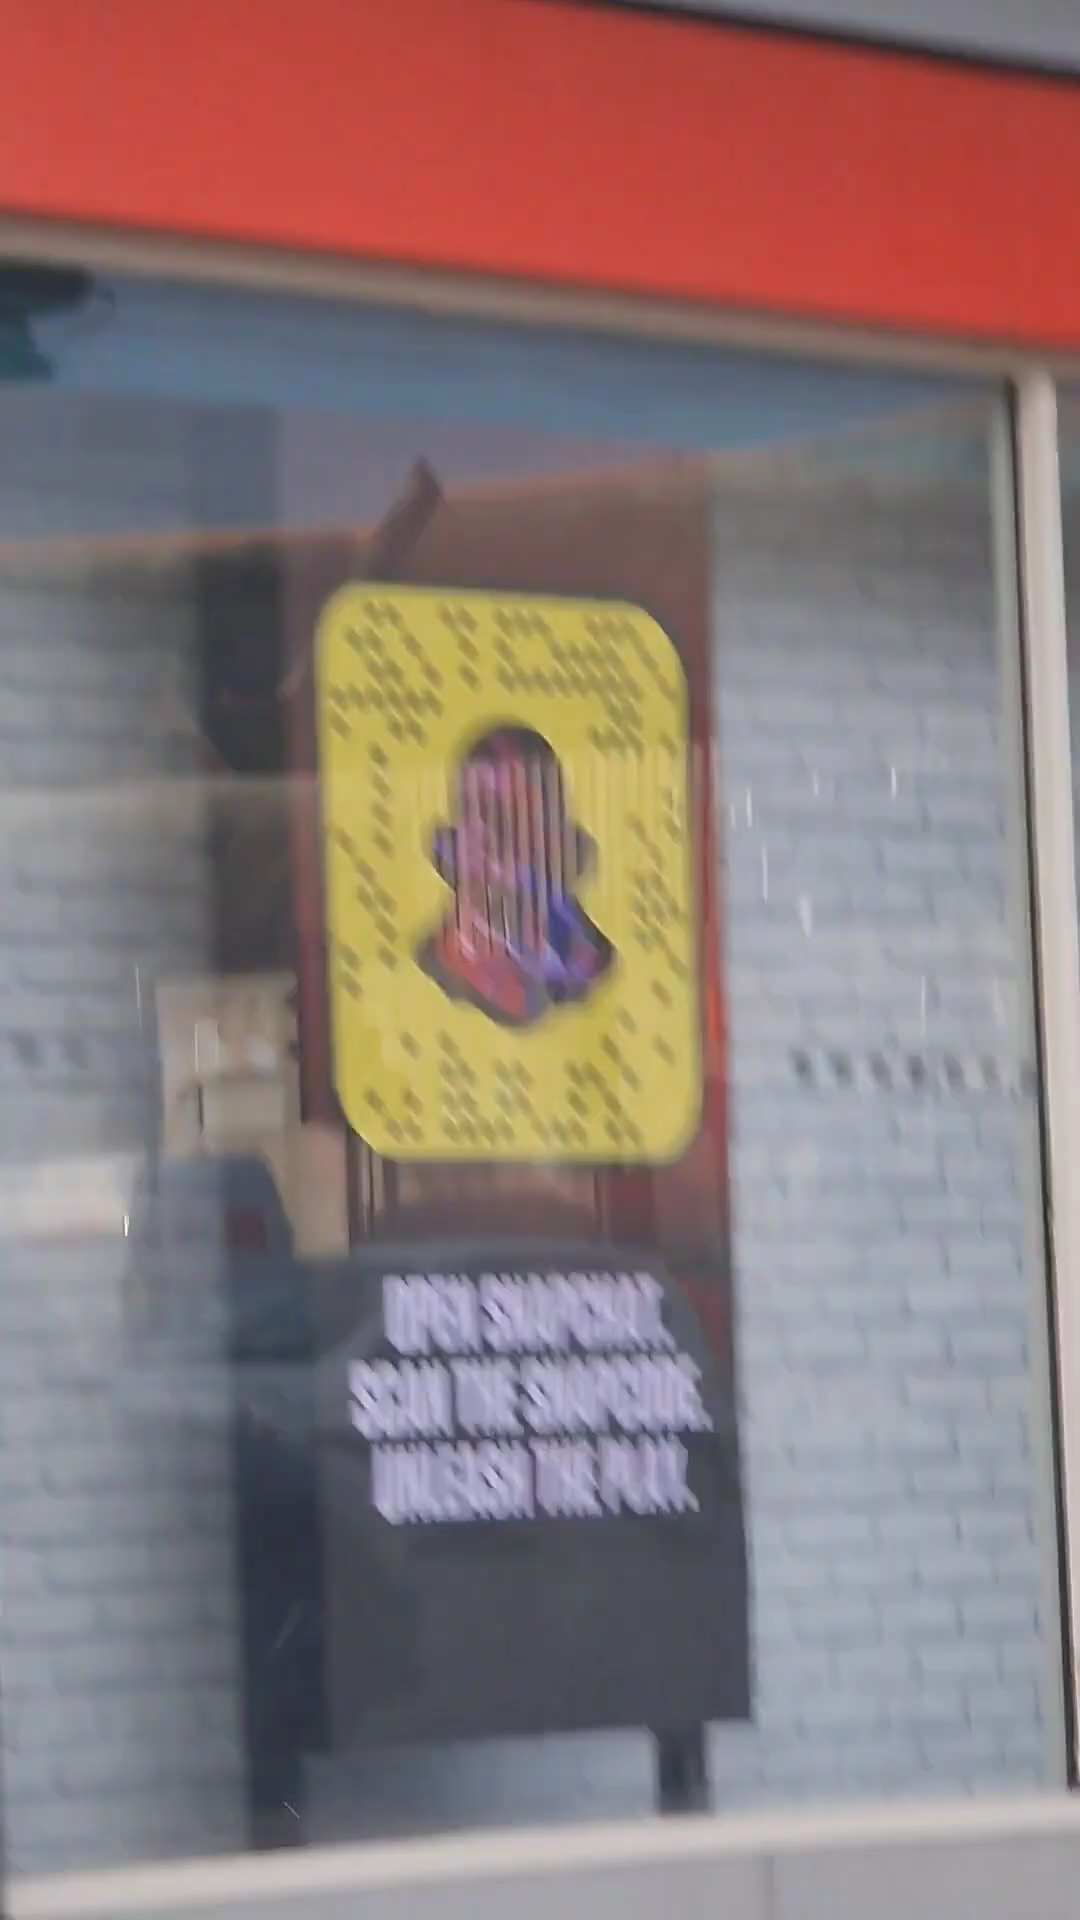 OPEN SNAPCHAT.
SCAN THE SNAPCODE.
UNLEASH THE PLAY.